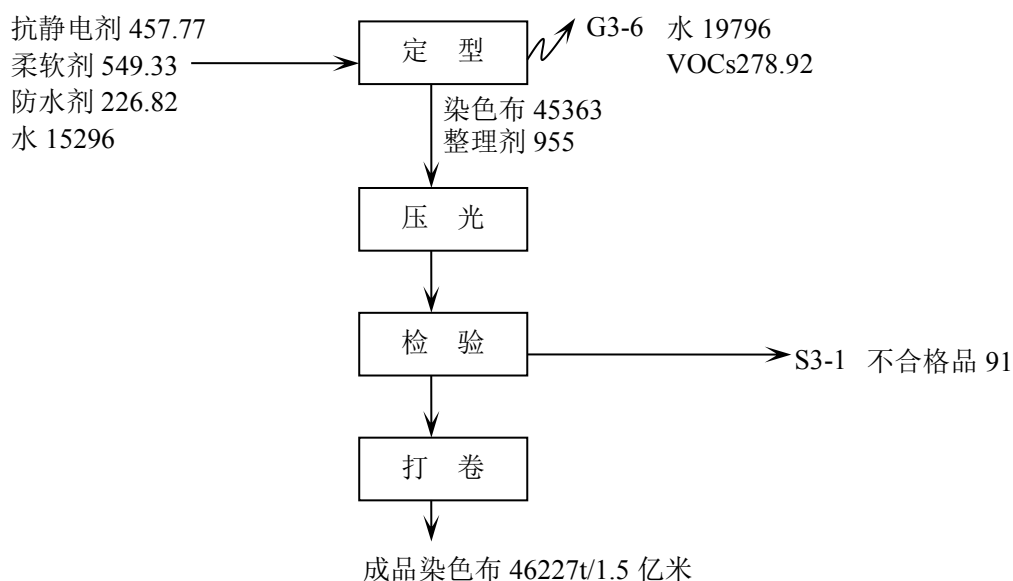 抗静电剂 457.77
柔软剂 549.33
防水剂 226.82
水 15296
定 型
G3-6 水 19796
VOCs278.92
染色布 45363
整理剂 955
压 光
检 验
S3-1 不合格品 91
打 卷
成品染色布 46227t/1.5 亿米